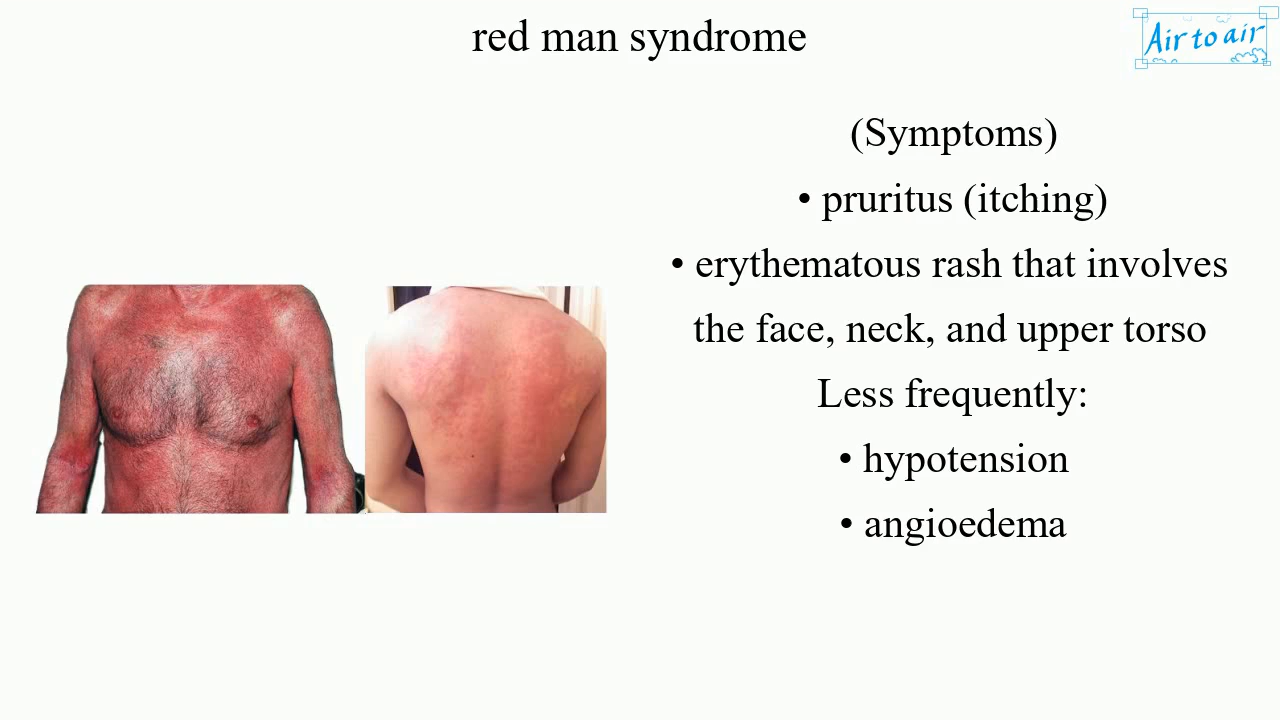 red man syndrome
Air to air
(Symptoms)
• pruritus (itching)
• erythematous rash that involves
the face, neck, and upper torso
Less frequently:
• hypotension
• angioedema